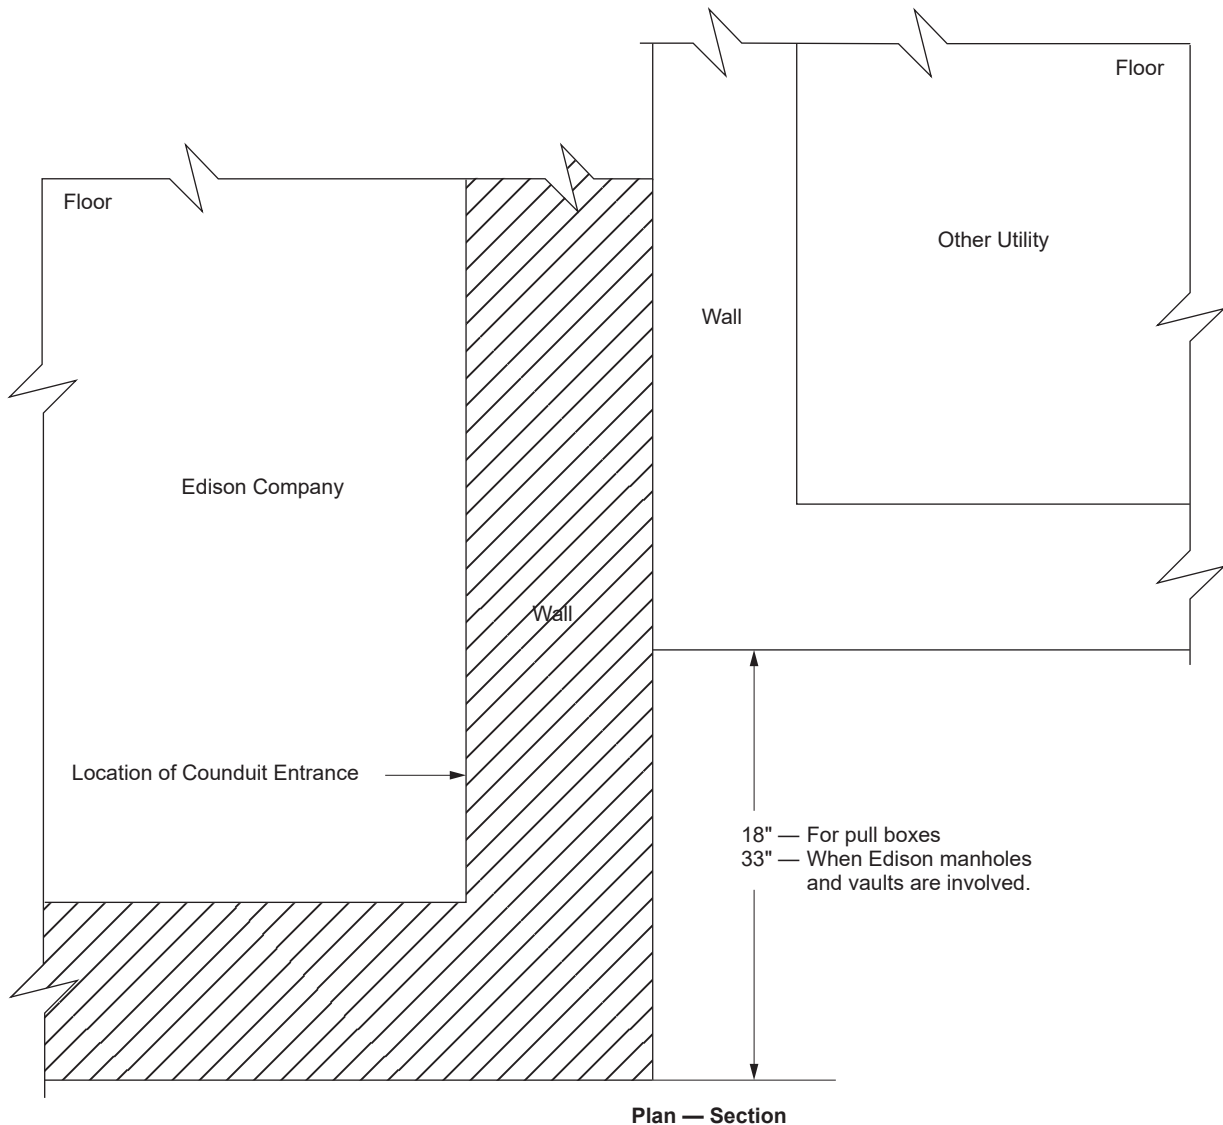 Floor
Floor
Other Utility
Wall
Edison Company
Wall
Location of Counduit Entrance
18" — For pull boxes
33" — When Edison manholes
and vaults are involved.
Plan — Section